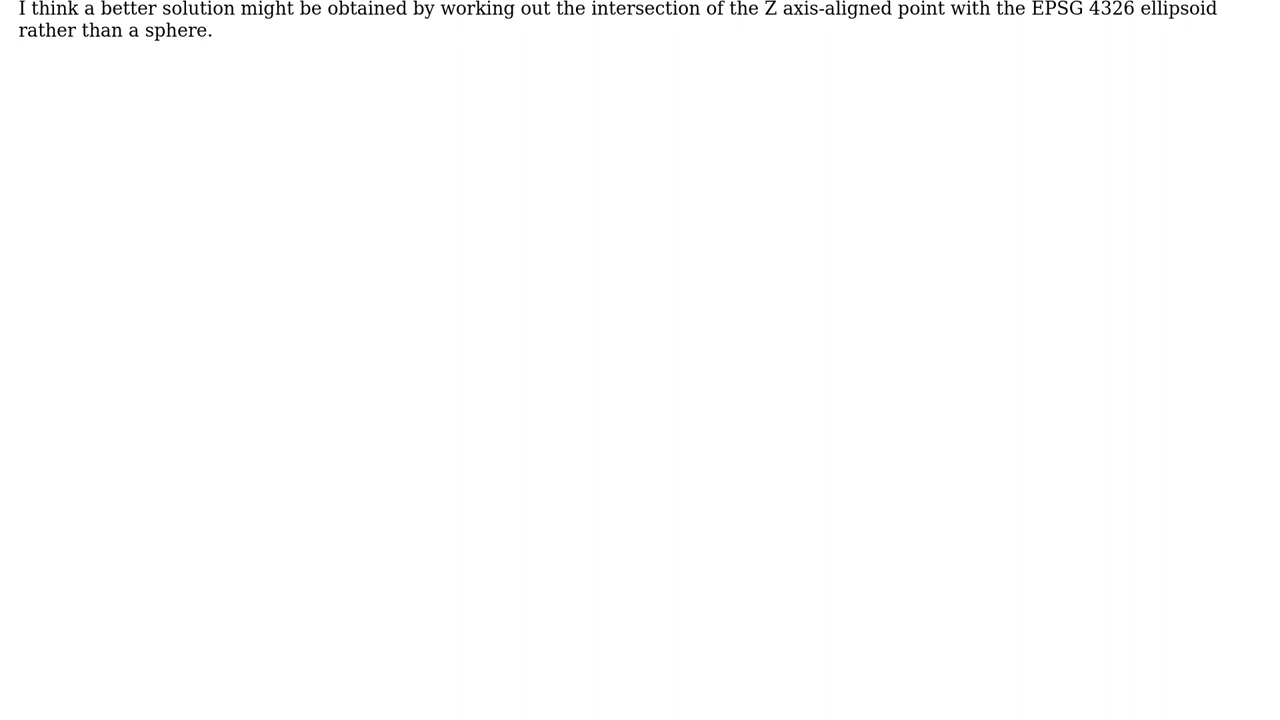 I think a better solution might be obtained by working out the intersection of the Z axis-aligned point with the EPSG 4326 ellipsoid
rather than a sphere.